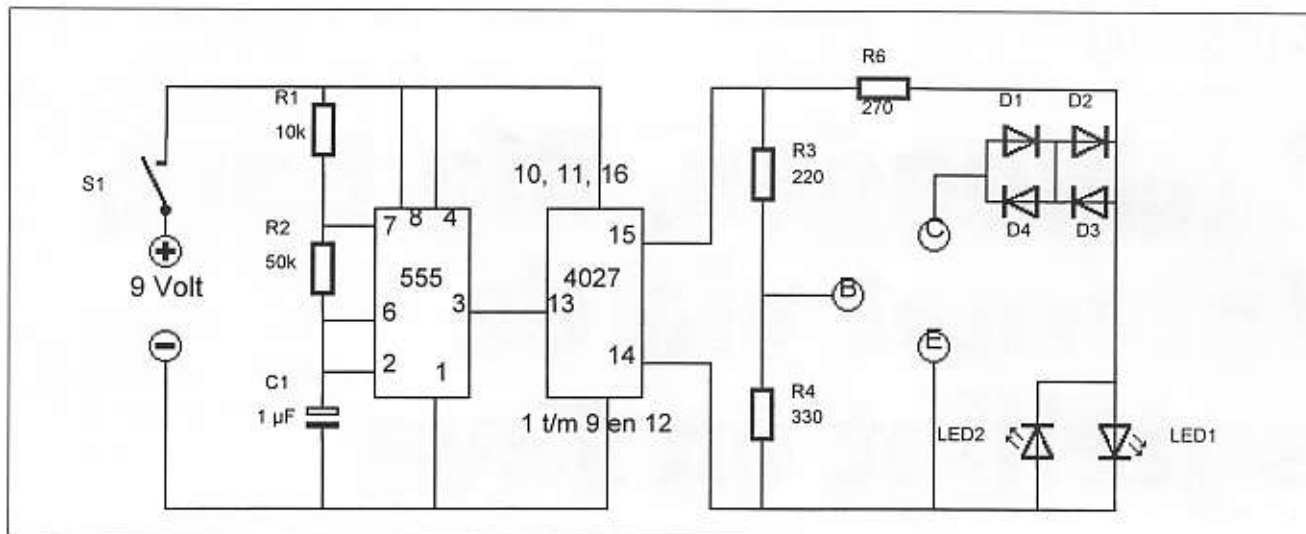 R1
10k
S1
R2
50k
9 Volt
C1
1 µF
7 8 4
555
6
3
2
1
10, 11, 16
15
4027
13
14
1 t/m 9 en 12
R6
270
R3
220
B
R4
330
D1 D2
D4 D3
C
E
LED2
LED1